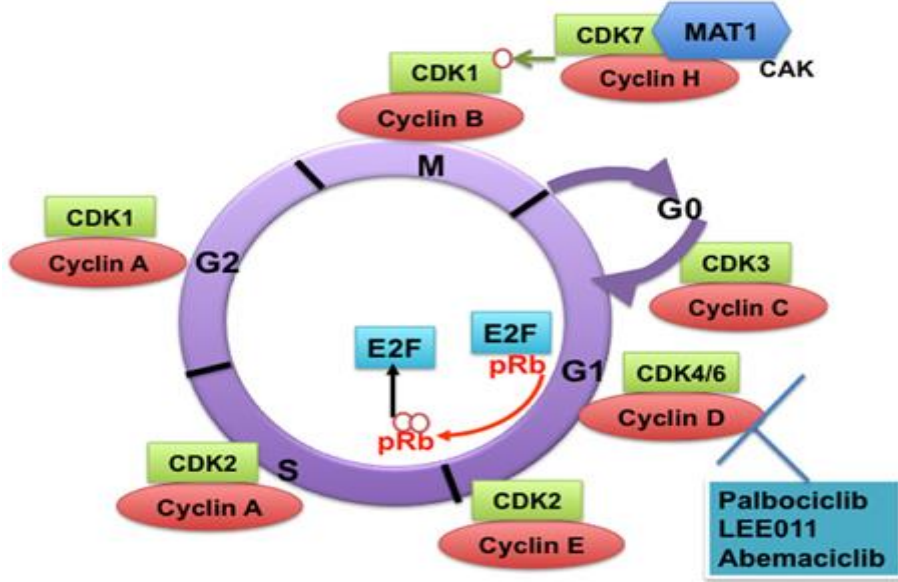 CDK7
MAT1
CDK1
Cyclin H
CAK
Cyclin B
M
G0
CDK1
Cyclin A
G2
CDK3
Cyclin C
E2F
E2F
pRb
G1
CDK4/6
Cyclin D
pRb
CDK2
Cyclin A
S
CDK2
Cyclin E
Palbociclib
LEE011
Abemaciclib